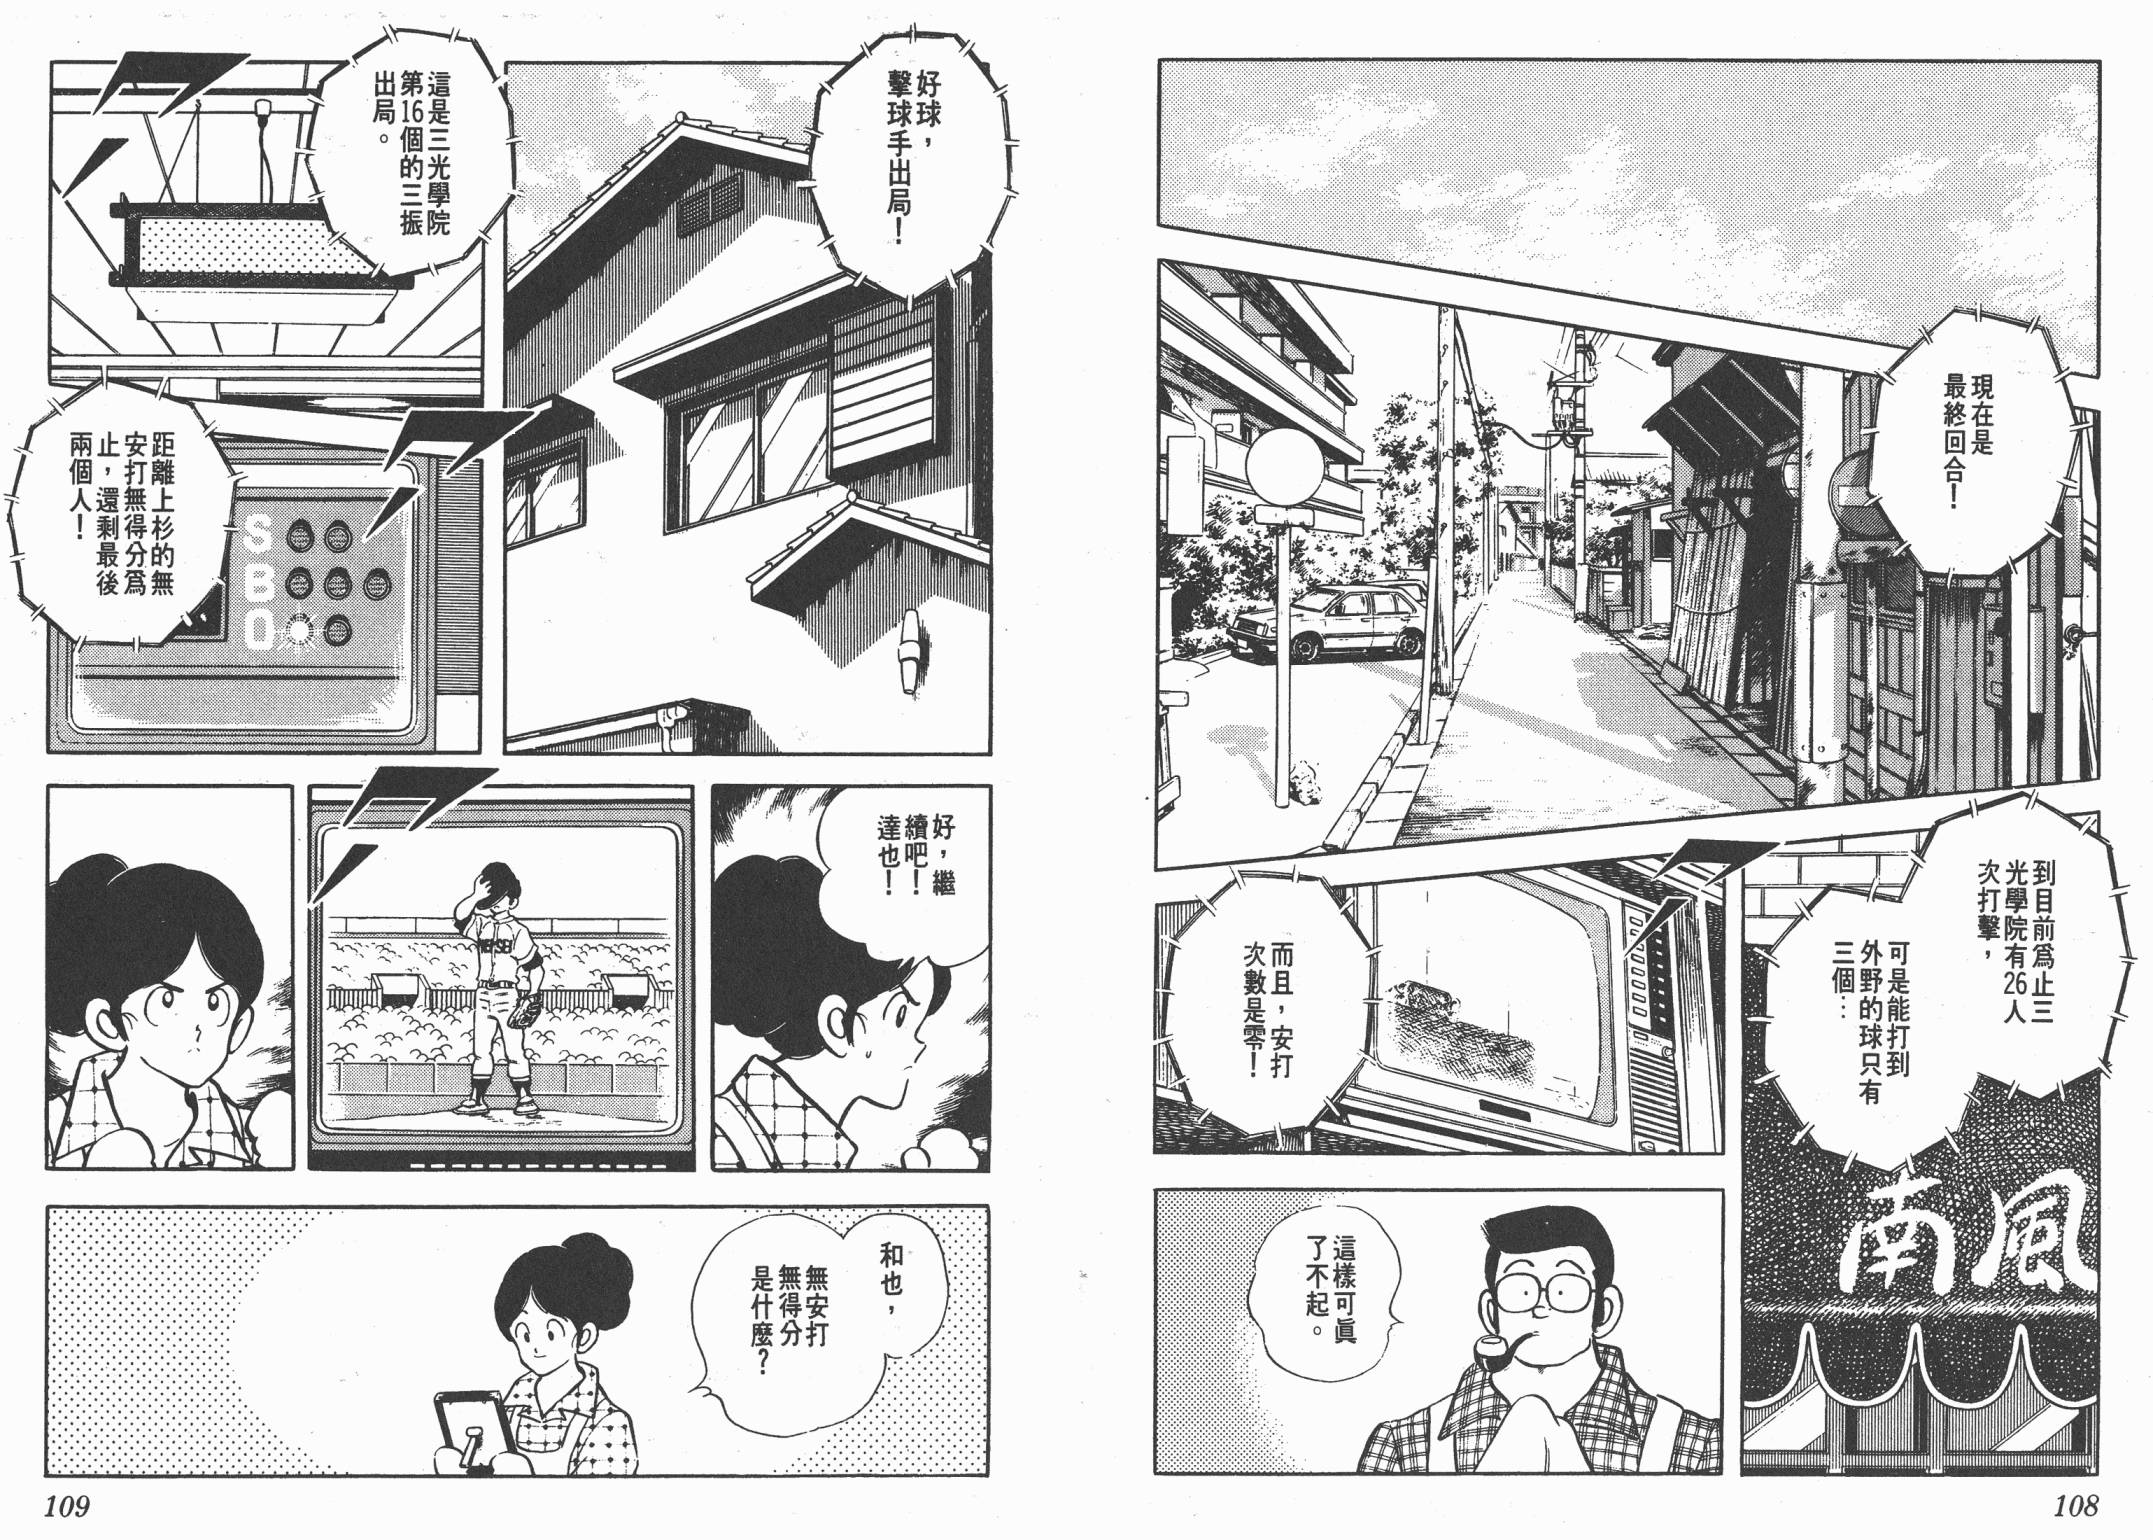 現在是
最終回合！
到目前爲止三
光學院有26人
次打擊，
可是能打到
外野的球只有
三個…
南風
而且，安打
次數是零！
這樣可眞
了不起。
108
好球，
擊球手出局！
這是三光學院
第16個的三振
出局。
距離上杉的無
安打無得分爲
止，還剩最後
兩個人！
S
B
O
好，繼
續吧！
達也！
MEISEI
和也，
無安打
無得分
是什麼？
109